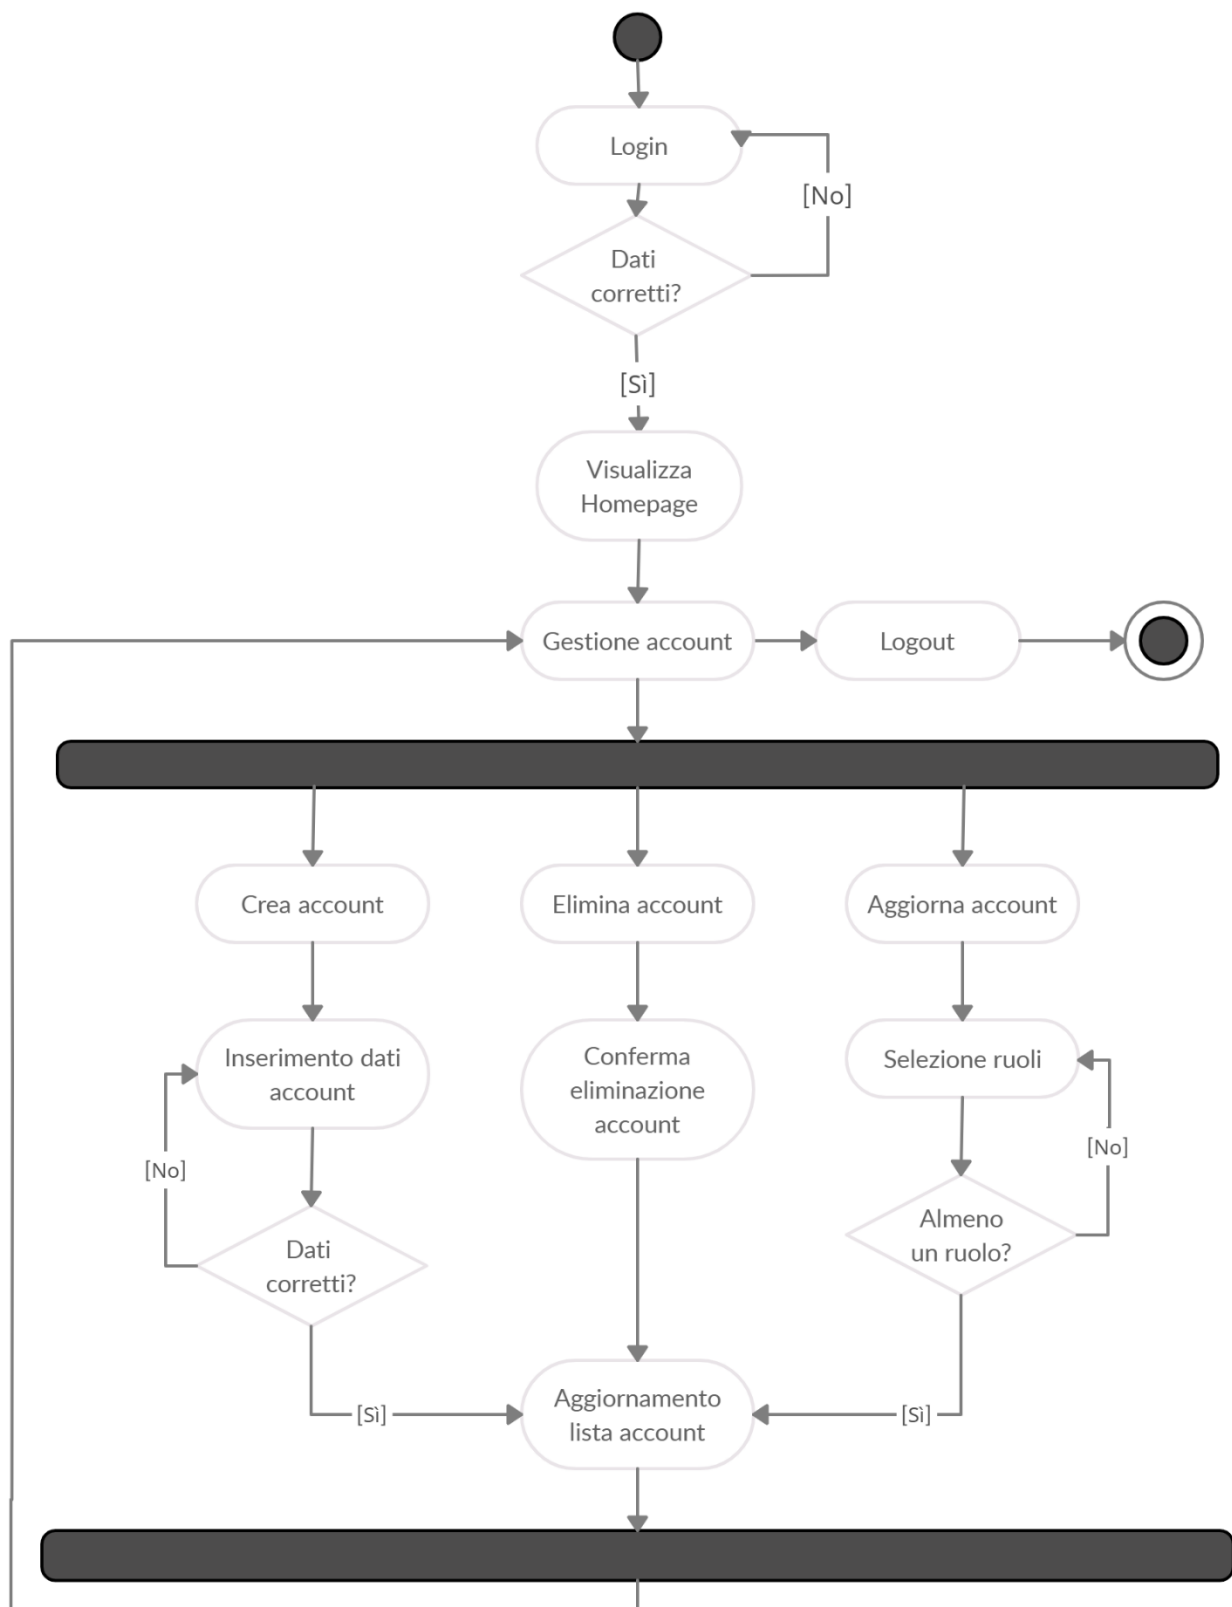 Login
[No]
Dati
corretti?
[Sì]
Visualizza
Homepage
Gestione account
Logout
Crea account
Elimina account
Aggiorna account
Inserimento dati
account
Conferma
eliminazione
account
Selezione ruoli
[No]
[No]
Almeno
un ruolo?
Dati
corretti?
Aggiornamento
lista account
[Sì]
[Sì]